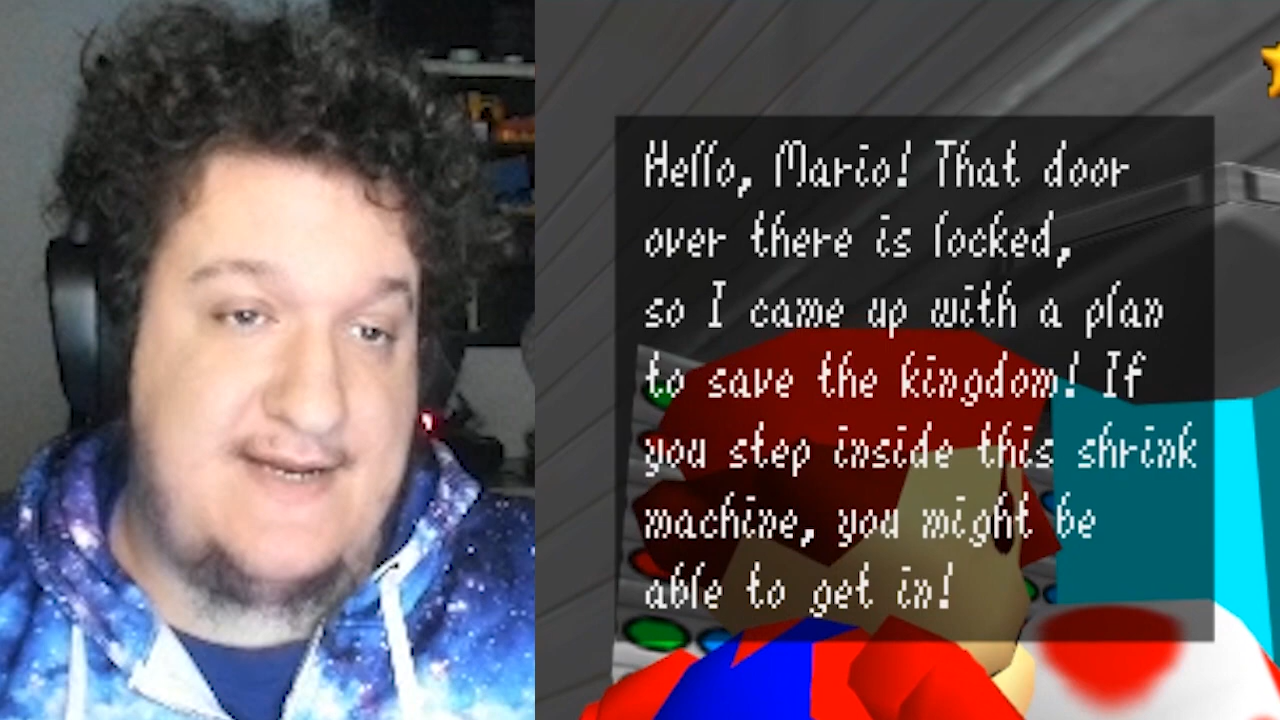 Hello, Mario! That door
over there is locked,
so I came up with a plan
to save the kingdom! If
you step inside this shrink
machine, you might be
able to get in!